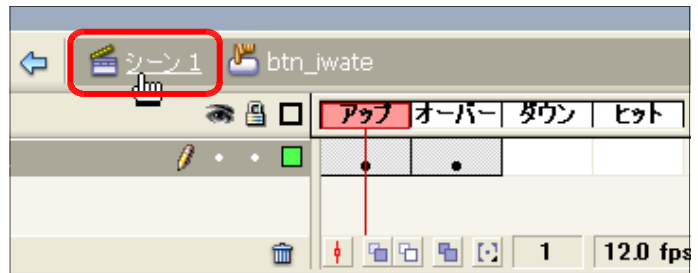 シーン 1 btn_iwate
アップ オーバー ダウン ヒット
1 12.0 fps